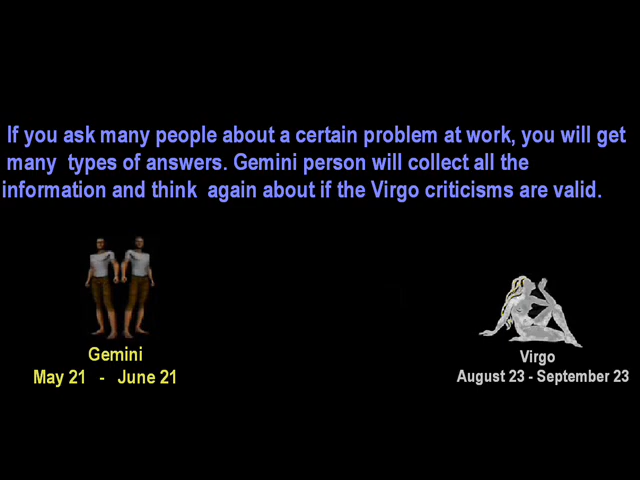 If you ask many people about a certain problem at work, you will get
many types of answers. Gemini person will collect all the
information and think again about if the Virgo criticisms are valid.
Gemini
May 21 - June 21
Virgo
August 23 - September 23